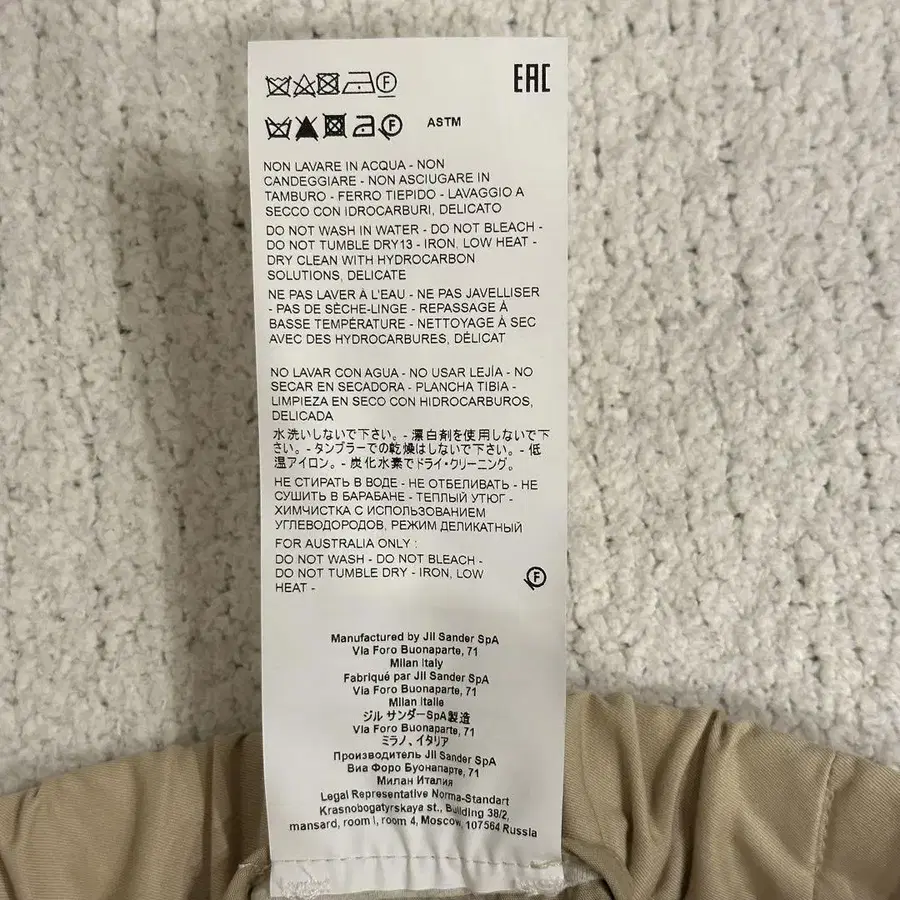 F
EAC
F ASTM
NON LAVARE IN ACQUA - NON
CANDEGGIARE - NON ASCIUGARE IN
TAMBURO - FERRO TIEPIDO - LAVAGGIO A
SECCO CON IDROCARBURI, DELICATO
DO NOT WASH IN WATER - DO NOT BLEACH -
DO NOT TUMBLE DRY13 - IRON, LOW HEAT -
DRY CLEAN WITH HYDROCARBON
SOLUTIONS, DELICATE
NE PAS LAVER À L'EAU - NE PAS JAVELLISER
- PAS DE SÈCHE-LINGE - REPASSAGE À
BASSE TEMPÉRATURE - NETTOYAGE À SEC
AVEC DES HYDROCARBURES, DÉLICAT
NO LAVAR CON AGUA - NO USAR LEJÍA - NO
SECAR EN SECADORA - PLANCHA TIBIA -
LIMPIEZA EN SECO CON HIDROCARBUROS,
DELICADA
水洗いしないで下さい。- 漂白剤を使用しないで下
さい。- タンブラーでの乾燥はしないで下さい。- 低
温アイロン。- 炭化水素でドライ・クリーニング。
НЕ СТИРАТЬ В ВОДЕ - НЕ ОТБЕЛИВАТЬ - НЕ
СУШИТЬ В БАРАБАНЕ - ТЕПЛЫЙ УТЮГ -
ХИМЧИСТКА С ИСПОЛЬЗОВАНИЕМ
УГЛЕВОДОРОДОВ, РЕЖИМ ДЕЛИКАТНЫЙ
FOR AUSTRALIA ONLY :
DO NOT WASH - DO NOT BLEACH -
DO NOT TUMBLE DRY - IRON, LOW
HEAT -
F
Manufactured by Jil Sander SpA
Via Foro Buonaparte, 71
Milan Italy
Fabriqué par Jil Sander SpA
Via Foro Buonaparte, 71
Milan Italie
ジル サンダーSpA製造
Via Foro Buonaparte, 71
ミラノ、イタリア
Производитель Jil Sander SpA
Виа Форо Буонапарте, 71
Милан Италия
Legal Representative Norma-Standart
Krasnobogatyrskaya st., Building 38/2,
mansard, room I, room 4, Moscow, 107564 Russia